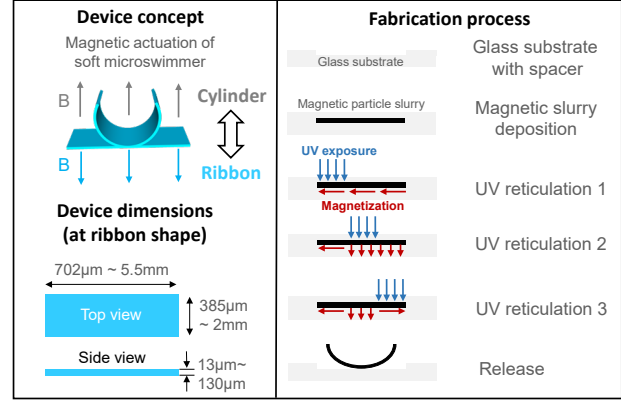 Device concept
Magnetic actuation of
soft microswimmer
B
Cylinder
B
Ribbon
Device dimensions
(at ribbon shape)
702µm ~ 5.5mm
Top view
385µm
~ 2mm
Side view
13µm~
130µm
Fabrication process
Glass substrate
Glass substrate
with spacer
Magnetic particle slurry
Magnetic slurry
deposition
UV exposure
UV reticulation 1
Magnetization
UV reticulation 2
UV reticulation 3
Release